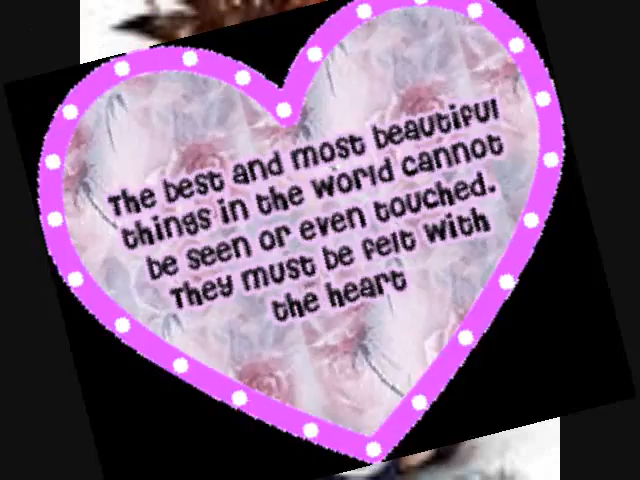 The best and most beautiful
things in the world cannot
be seen or even touched.
They must be felt with
the heart